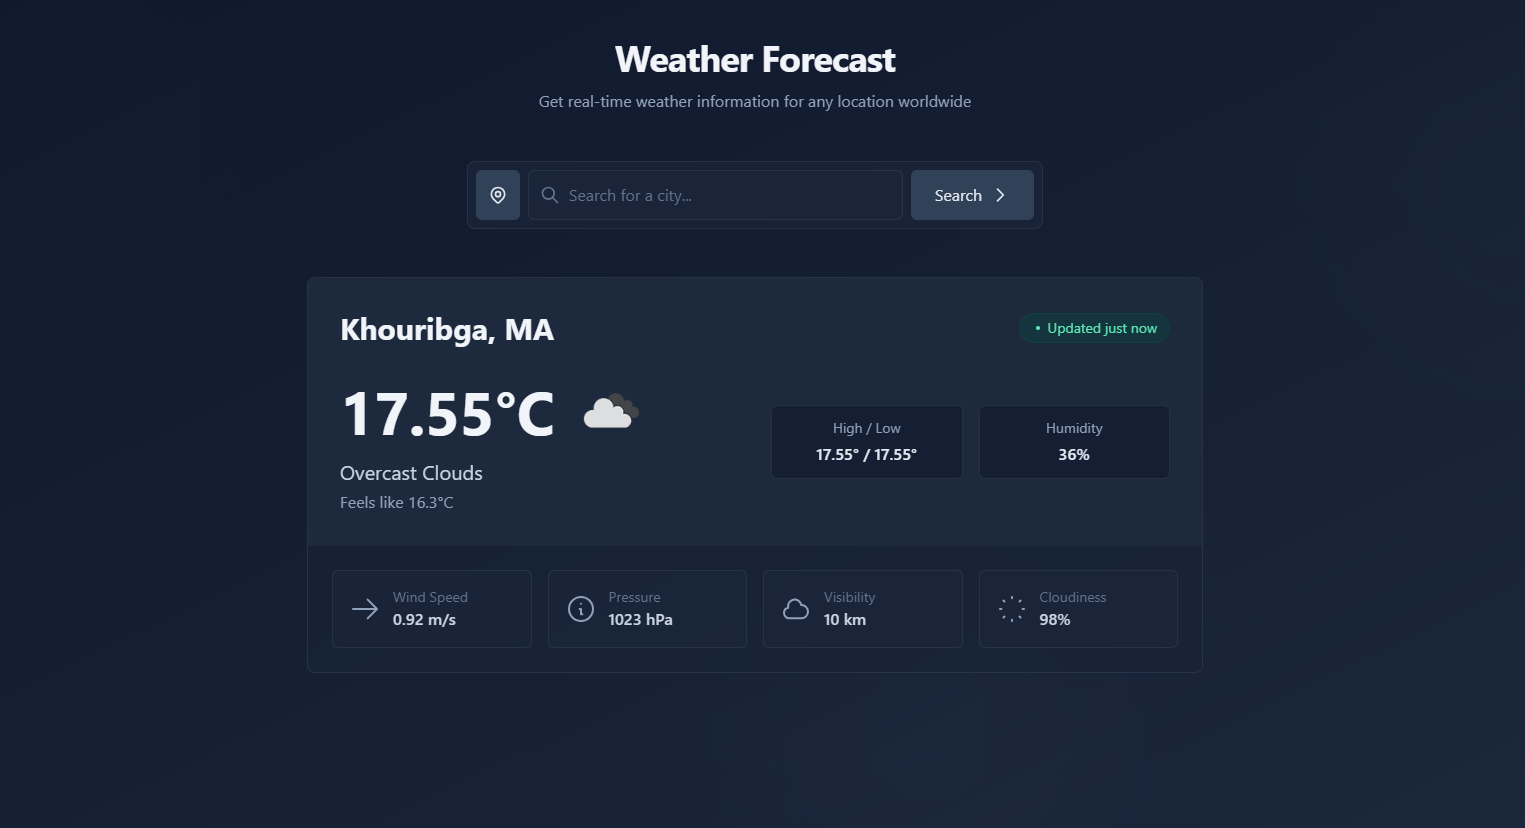 Weather Forecast
Get real-time weather information for any location worldwide
Search for a city...
Search
Khouribga, MA
• Updated just now
17.55°C
Overcast Clouds
Feels like 16.3°C
High / Low
17.55° / 17.55°
Humidity
36%
Wind Speed
0.92 m/s
Pressure
1023 hPa
Visibility
10 km
Cloudiness
98%